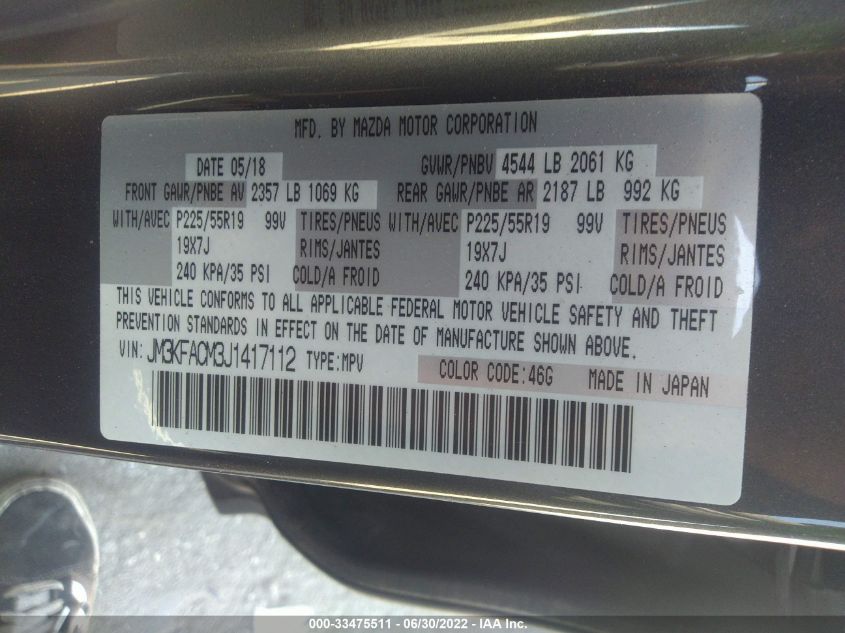 MFD. BY MAZDA MOTOR CORPORATION
DATE 05/18 GVWR/PNBV 4544 LB 2061 KG
FRONT GAWR/PNBE AV 2357 LB 1069 KG REAR GAWR/PNBE AR 2187 LB 992 KG
WITH/AVEC P225/55R19 99V TIRES/PNEUS WITH/AVEC P225/55R19 99V TIRES/PNEUS
19X7J RIMS/JANTES 19X7J RIMS/JANTES
240 KPA/35 PSI COLD/A FROID 240 KPA/35 PSI COLD/A FROID
THIS VEHICLE CONFORMS TO ALL APPLICABLE FEDERAL MOTOR VEHICLE SAFETY AND THEFT
PREVENTION STANDARDS IN EFFECT ON THE DATE OF MANUFACTURE SHOWN ABOVE.
VIN: JM3KFACM3J1417112 TYPE:MPV
COLOR CODE:46G MADE IN JAPAN
000-33475511 - 06/30/2022 - IAA Inc.